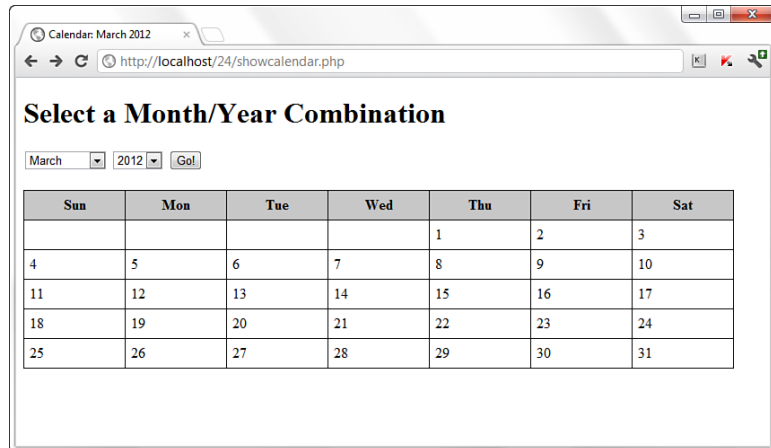 Calendar: March 2012
http://localhost/24/showcalendar.php
K
Select a Month/Year Combination
March 2012 Go!
Sun Mon Tue Wed Thu Fri Sat
1 2 3
4 5 6 7 8 9 10
11 12 13 14 15 16 17
18 19 20 21 22 23 24
25 26 27 28 29 30 31